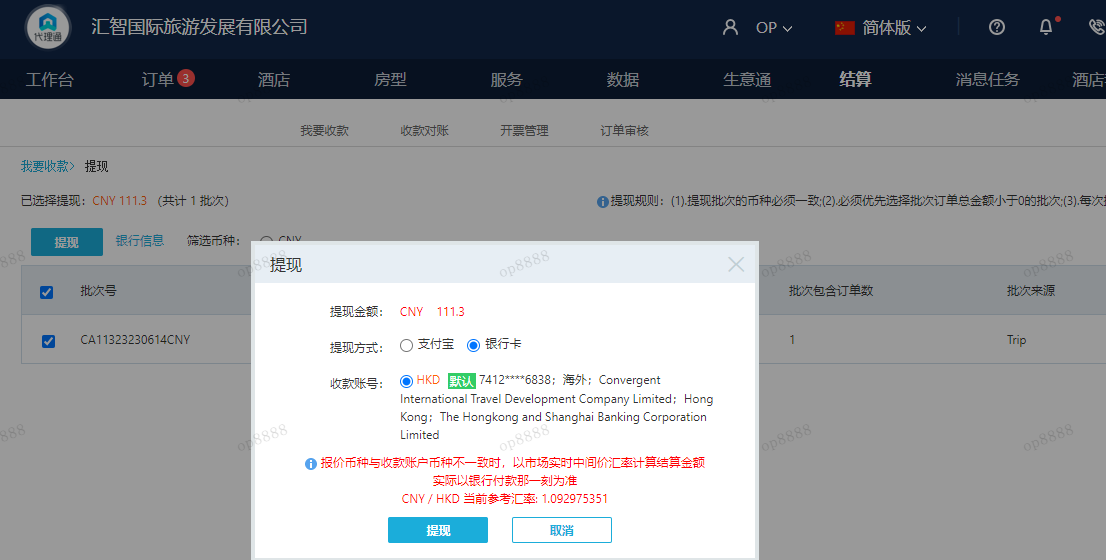 代理通
汇智国际旅游发展有限公司
OP
简体版
工作台
订单 3
酒店
房型
服务
数据
生意通
结算
消息任务
我要收款
收款对账
开票管理
订单审核
我要收款> 提现
已选择提现： CNY 111.3 (共计 1 批次)
提现规则： (1).提现批次的币种必须一致;(2).必须优先选择批次订单总金额小于0的批次;(3).每次
提现
银行信息
筛选币种：
CNY
批次号
批次包含订单数
批次来源
CA11323230614CNY
1
Trip
提现
提现金额： CNY 111.3
提现方式： 支付宝 银行卡
收款账号： HKD 默认 7412****6838；海外；Convergent
International Travel Development Company Limited；Hong
Kong；The Hongkong and Shanghai Banking Corporation
Limited
报价币种与收款账户币种不一致时，以市场实时中间价汇率计算结算金额
实际以银行付款那一刻为准
CNY / HKD 当前参考汇率: 1.092975351
提现
取消
op8888
op8888
op8888
op8888
op8888
op8888
op8888
op8888